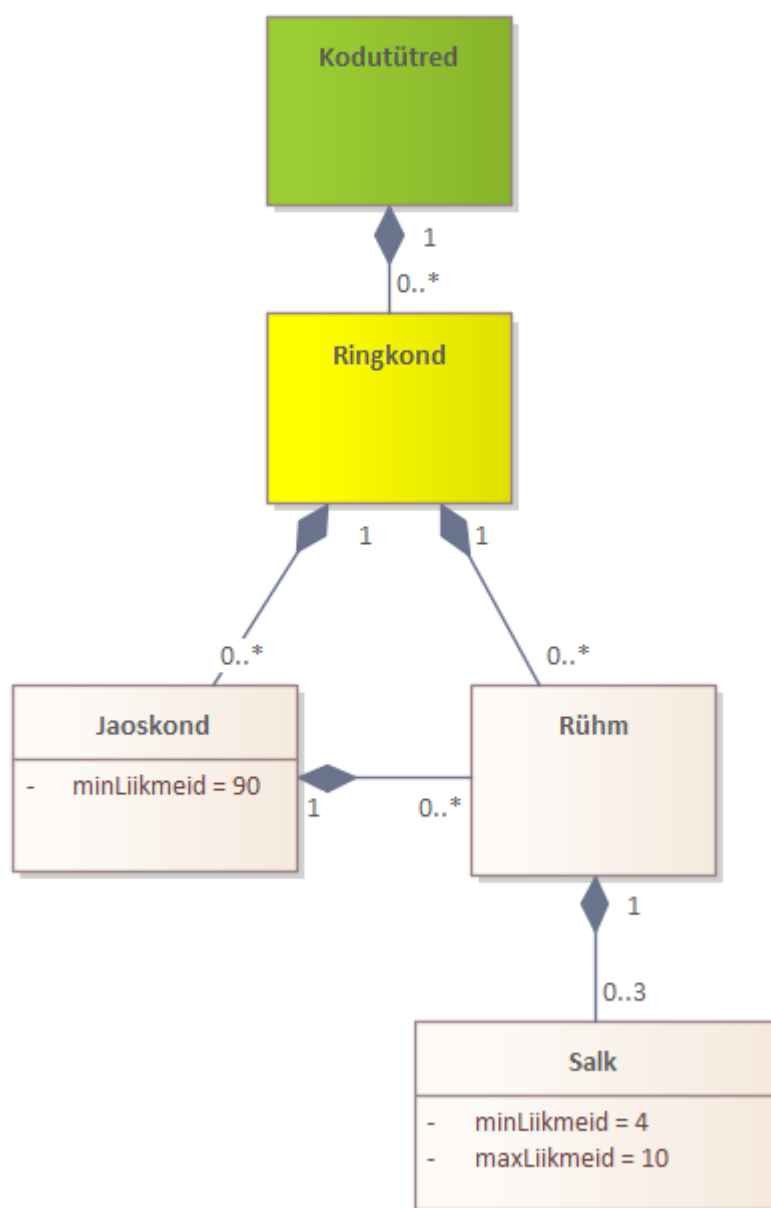 Kodutütred
1
0..*
Ringkond
1
1
0..*
0..*
Jaoskond
- minLiikmeid = 90
Rühm
1
0..*
1
0..3
Salk
- minLiikmeid = 4
- maxLiikmeid = 10